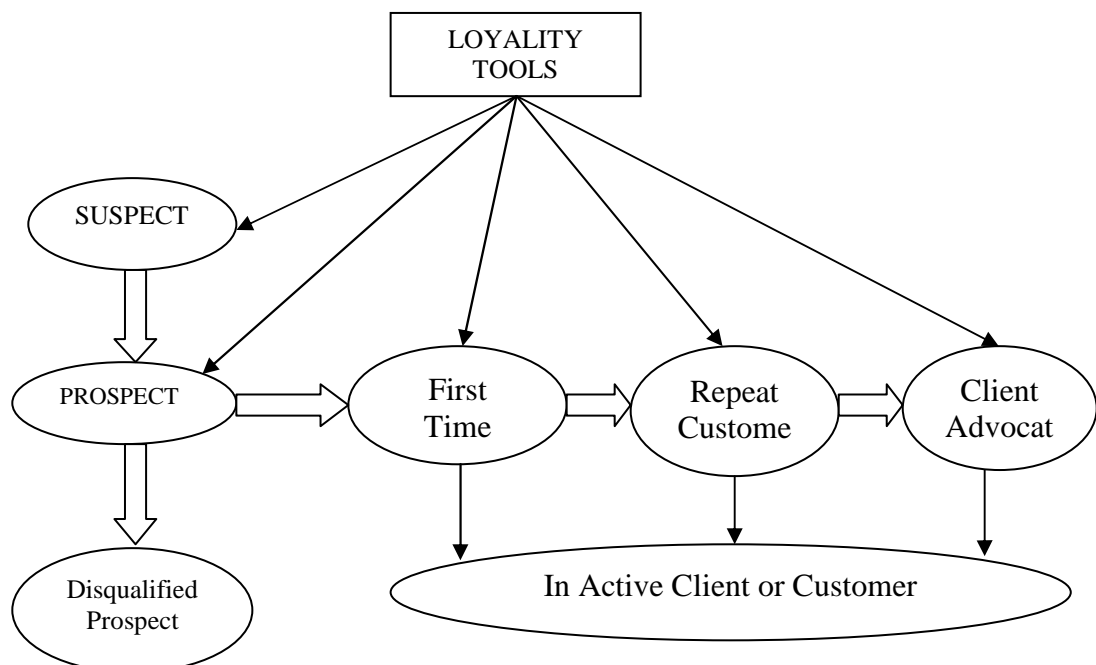 LOYALITY
TOOLS
SUSPECT
PROSPECT
First
Time
Repeat
Custome
Client
Advocat
Disqualified
Prospect
In Active Client or Customer